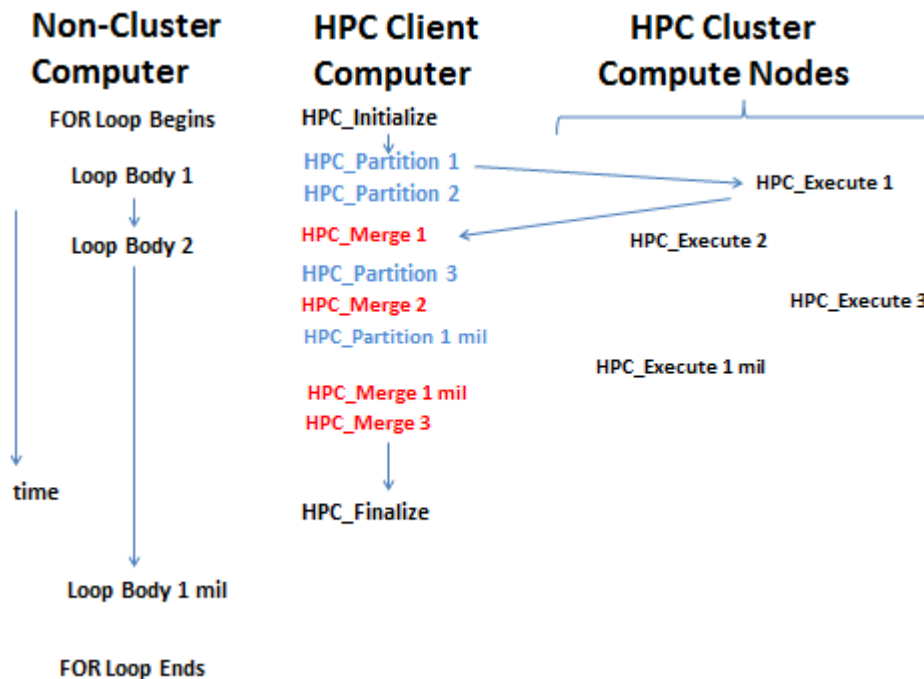 Non-Cluster
Computer
FOR Loop Begins
Loop Body 1
Loop Body 2
time
Loop Body 1 mil
FOR Loop Ends
HPC Client
Computer
HPC_Initialize
HPC_Partition 1
HPC_Partition 2
HPC_Merge 1
HPC_Partition 3
HPC_Merge 2
HPC_Partition 1 mil
HPC_Merge 1 mil
HPC_Merge 3
HPC_Finalize
HPC Cluster
Compute Nodes
HPC_Execute 1
HPC_Execute 2
HPC_Execute 3
HPC_Execute 1 mil